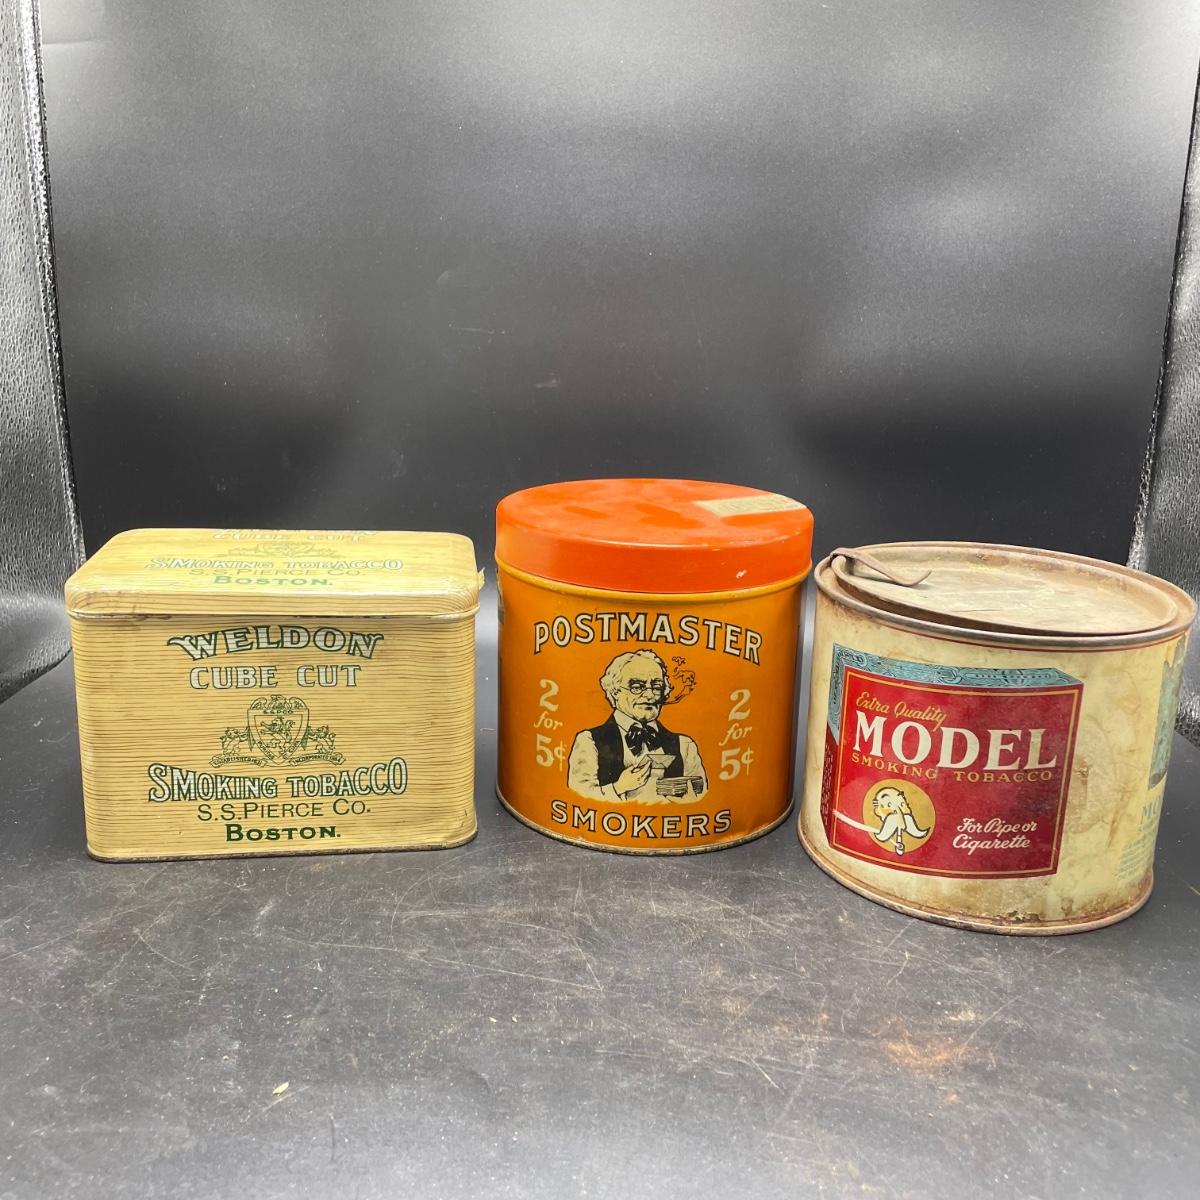 CUBE CUT
SMOKING TOBACCO
S.S. PIERCE CO.
BOSTON.
WELDON
CUBE CUT
S.S.P.CO
SMOKING TOBACCO
S.S. PIERCE CO.
BOSTON.
POSTMASTER
2
for
5¢
2
for
5¢
SMOKERS
Extra Quality
MODEL
SMOKING TOBACCO
For Pipe or
Cigarette